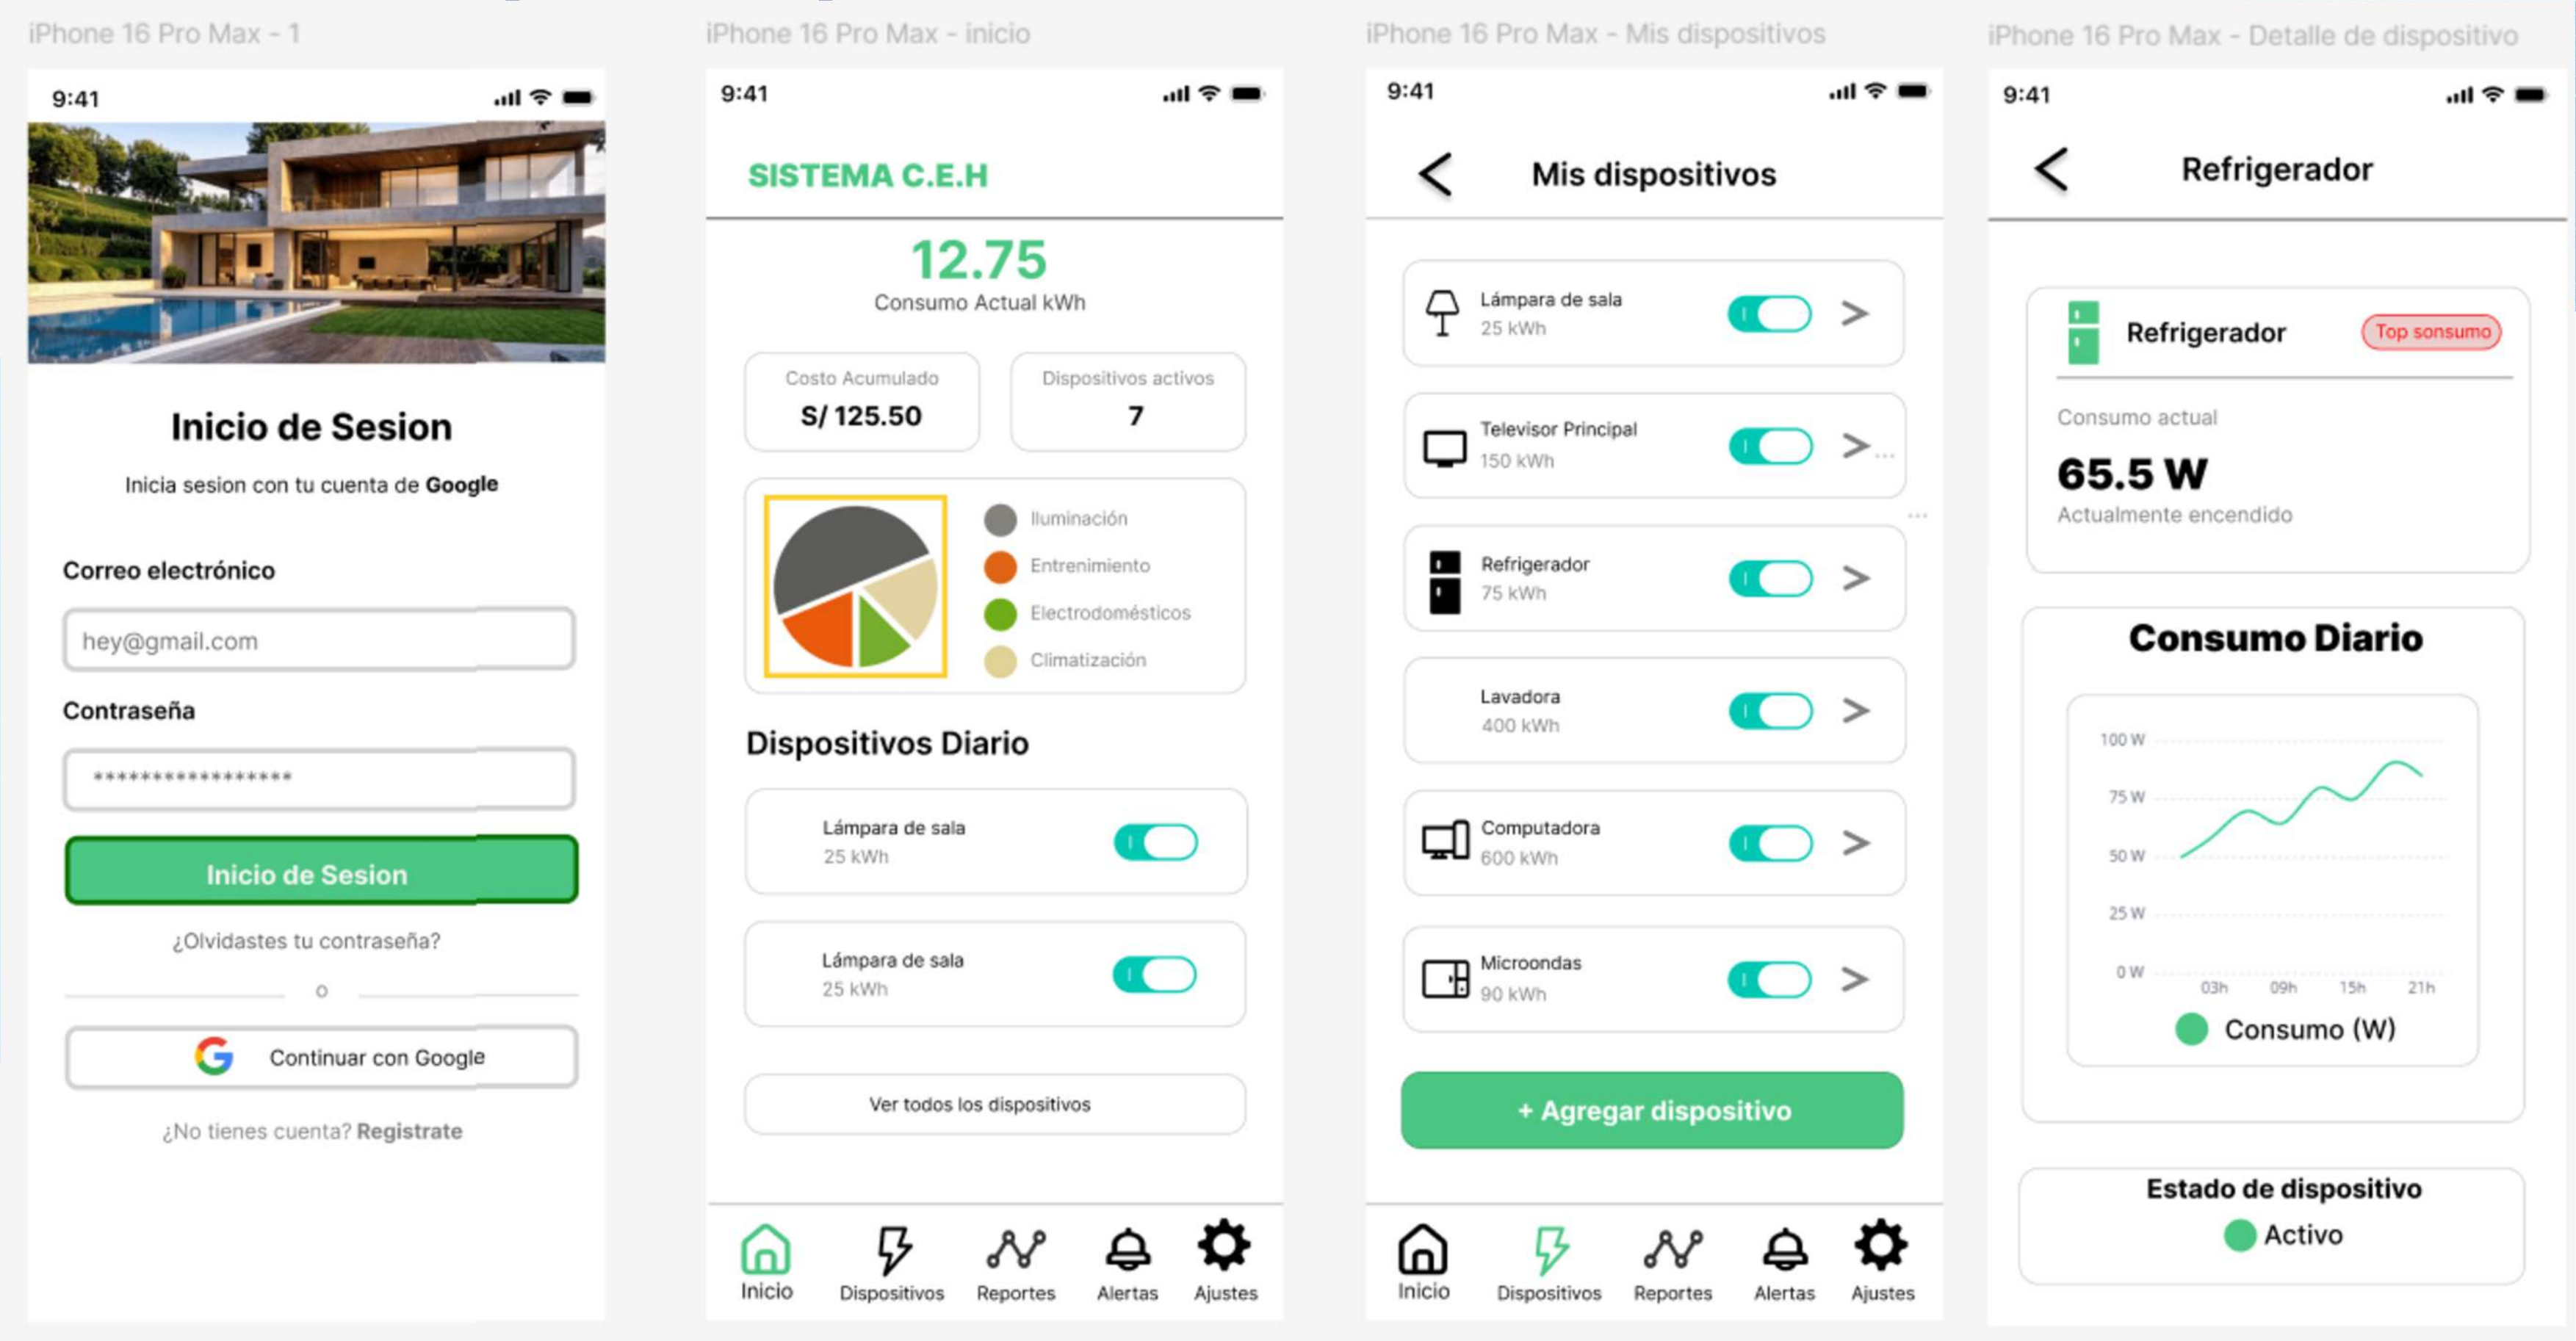 iPhone 16 Pro Max - 1
9:41
Inicio de Sesion
Inicia sesion con tu cuenta de Google
Correo electrónico
hey@gmail.com
Contraseña
*****************
Inicio de Sesion
¿Olvidastes tu contraseña?
o
Continuar con Google
¿No tienes cuenta? Registrate
iPhone 16 Pro Max - inicio
9:41
SISTEMA C.E.H
12.75
Consumo Actual kWh
Costo Acumulado
S/ 125.50
Dispositivos activos
7
Iluminación
Entrenimiento
Electrodomésticos
Climatización
Dispositivos Diario
Lámpara de sala
25 kWh
Lámpara de sala
25 kWh
Ver todos los dispositivos
Inicio
Dispositivos
Reportes
Alertas
Ajustes
iPhone 16 Pro Max - Mis dispositivos
9:41
Mis dispositivos
Lámpara de sala
25 kWh
Televisor Principal
150 kWh
Refrigerador
75 kWh
Lavadora
400 kWh
Computadora
600 kWh
Microondas
90 kWh
+ Agregar dispositivo
Inicio
Dispositivos
Reportes
Alertas
Ajustes
iPhone 16 Pro Max - Detalle de dispositivo
9:41
Refrigerador
Refrigerador
Top sonsumo
Consumo actual
65.5 W
Actualmente encendido
Consumo Diario
100 W
75 W
50 W
25 W
0 W
03h 09h 15h 21h
Consumo (W)
Estado de dispositivo
Activo